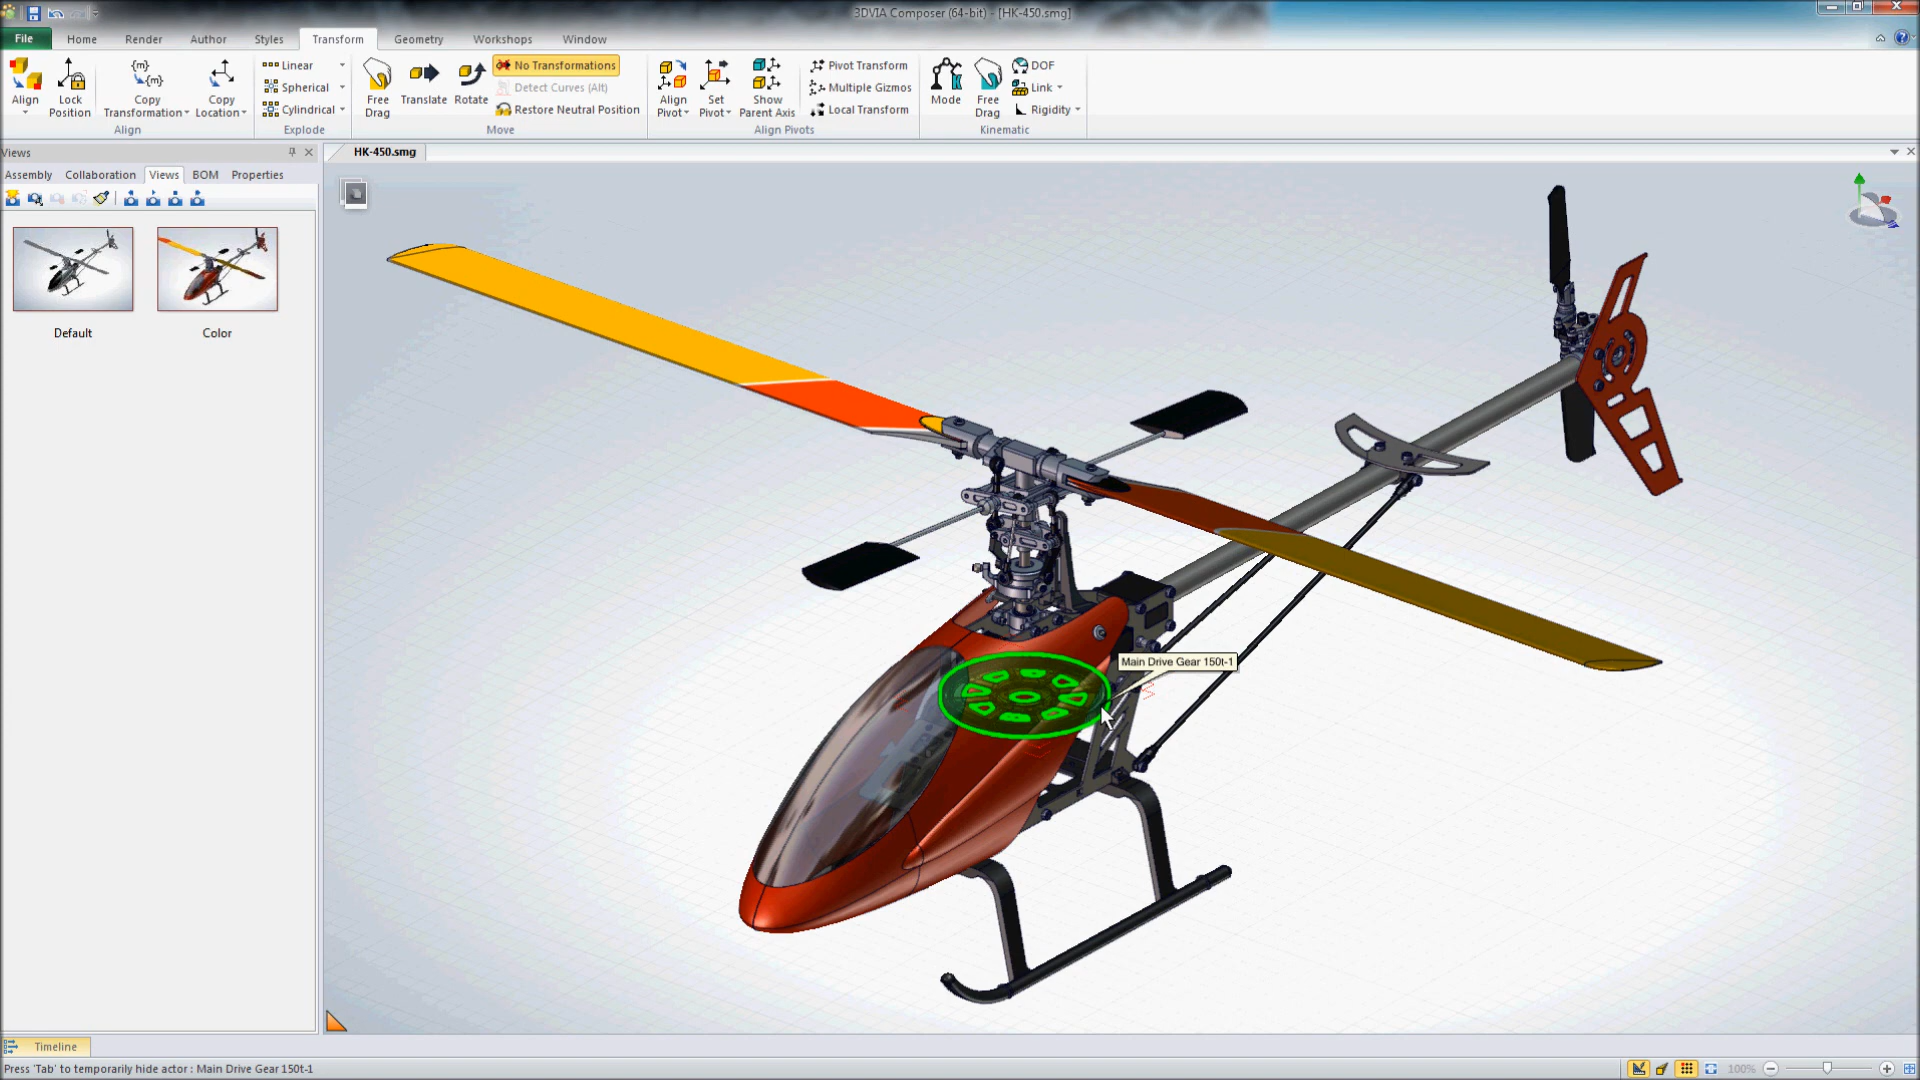 3DVIA Composer (64-bit) - [HK-450.smg]
File Home Render Author Styles Transform Geometry Workshops Window
Align
Lock Position
{m}
{m}
Copy Transformation
Copy Location
Align
Linear
Spherical
Cylindrical
Explode
Free Drag
Translate
Rotate
No Transformations
Detect Curves (Alt)
Restore Neutral Position
Move
Align Pivot
Set Pivot
Show Parent Axis
Pivot Transform
Multiple Gizmos
Local Transform
Align Pivots
Mode
Free Drag
DOF
Link
Rigidity
Kinematic
Views
Assembly Collaboration Views BOM Properties
Default Color
HK-450.smg
Main Drive Gear 150t-1
Timeline
Press 'Tab' to temporarily hide actor : Main Drive Gear 150t-1
100%